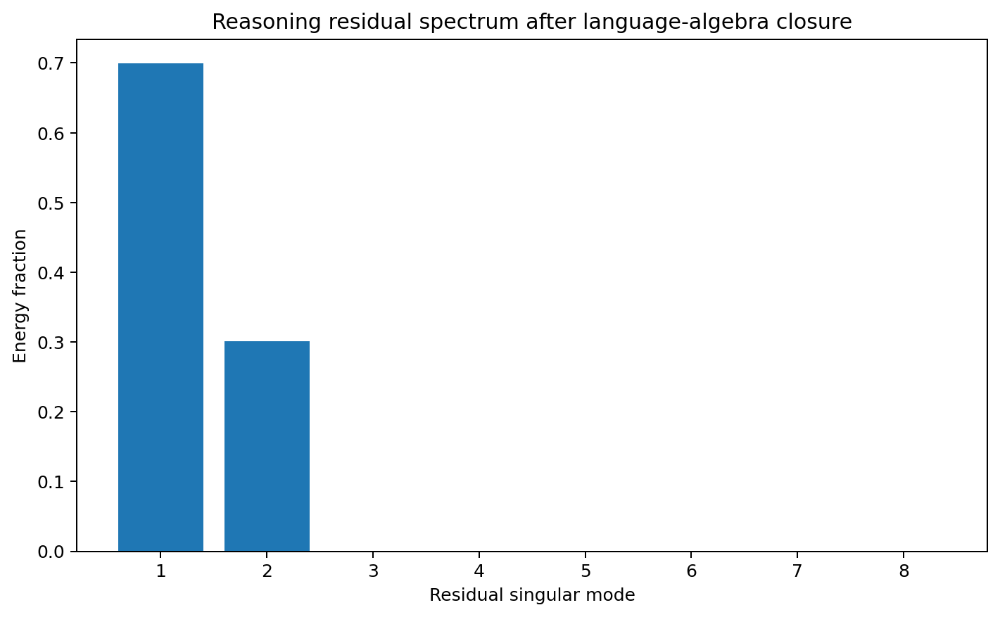 Reasoning residual spectrum after language-algebra closure
Energy fraction
0.7
0.6
0.5
0.4
0.3
0.2
0.1
0.0
1 2 3 4 5 6 7 8
Residual singular mode